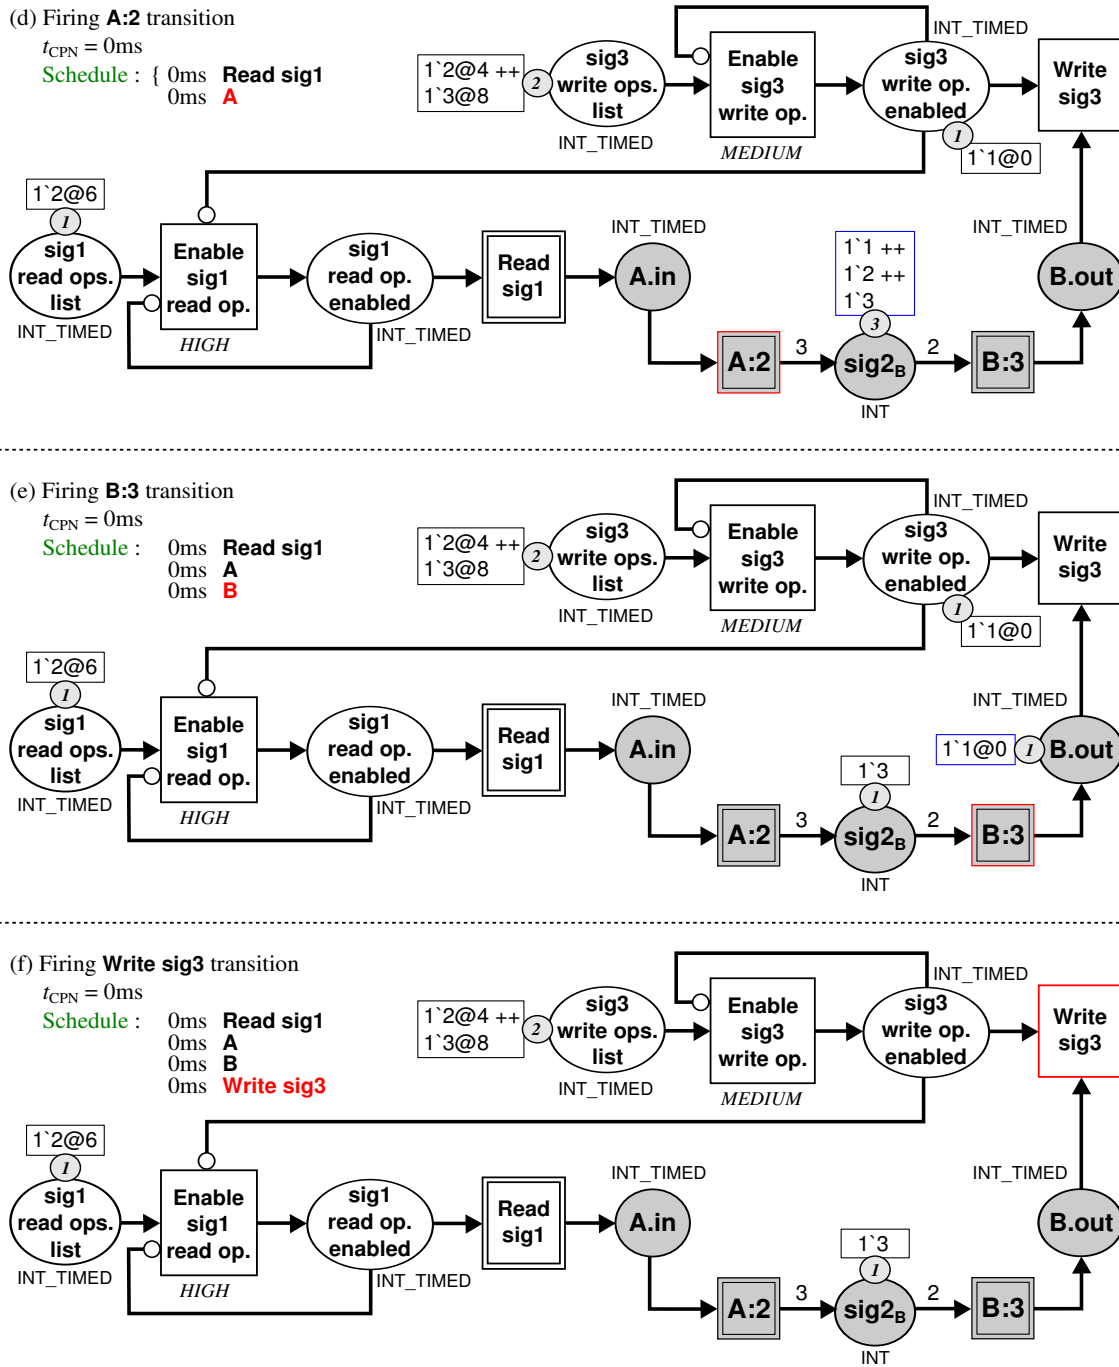 (d) Firing A:2 transition
tCPN = 0ms
Schedule : { 0ms Read sig1
0ms A
1`2@4 ++
1`3@8
2
sig3
write ops.
list
INT_TIMED
Enable
sig3
write op.
MEDIUM
INT_TIMED
sig3
write op.
enabled
1
1`1@0
Write
sig3
1`2@6
1
sig1
read ops.
list
INT_TIMED
Enable
sig1
read op.
HIGH
sig1
read op.
enabled
INT_TIMED
Read
sig1
INT_TIMED
A.in
A:2
3
1`1 ++
1`2 ++
1`3
3
sig2B
INT
2
B:3
INT_TIMED
B.out
(e) Firing B:3 transition
tCPN = 0ms
Schedule : 0ms Read sig1
0ms A
0ms B
1`2@4 ++
1`3@8
2
sig3
write ops.
list
INT_TIMED
Enable
sig3
write op.
MEDIUM
INT_TIMED
sig3
write op.
enabled
1
1`1@0
Write
sig3
1`2@6
1
sig1
read ops.
list
INT_TIMED
Enable
sig1
read op.
HIGH
sig1
read op.
enabled
INT_TIMED
Read
sig1
INT_TIMED
A.in
A:2
3
1`3
1
sig2B
INT
2
B:3
INT_TIMED
1`1@0
1
B.out
(f) Firing Write sig3 transition
tCPN = 0ms
Schedule : 0ms Read sig1
0ms A
0ms B
0ms Write sig3
1`2@4 ++
1`3@8
2
sig3
write ops.
list
INT_TIMED
Enable
sig3
write op.
MEDIUM
INT_TIMED
sig3
write op.
enabled
Write
sig3
1`2@6
1
sig1
read ops.
list
INT_TIMED
Enable
sig1
read op.
HIGH
sig1
read op.
enabled
INT_TIMED
Read
sig1
INT_TIMED
A.in
A:2
3
1`3
1
sig2B
INT
2
B:3
INT_TIMED
B.out